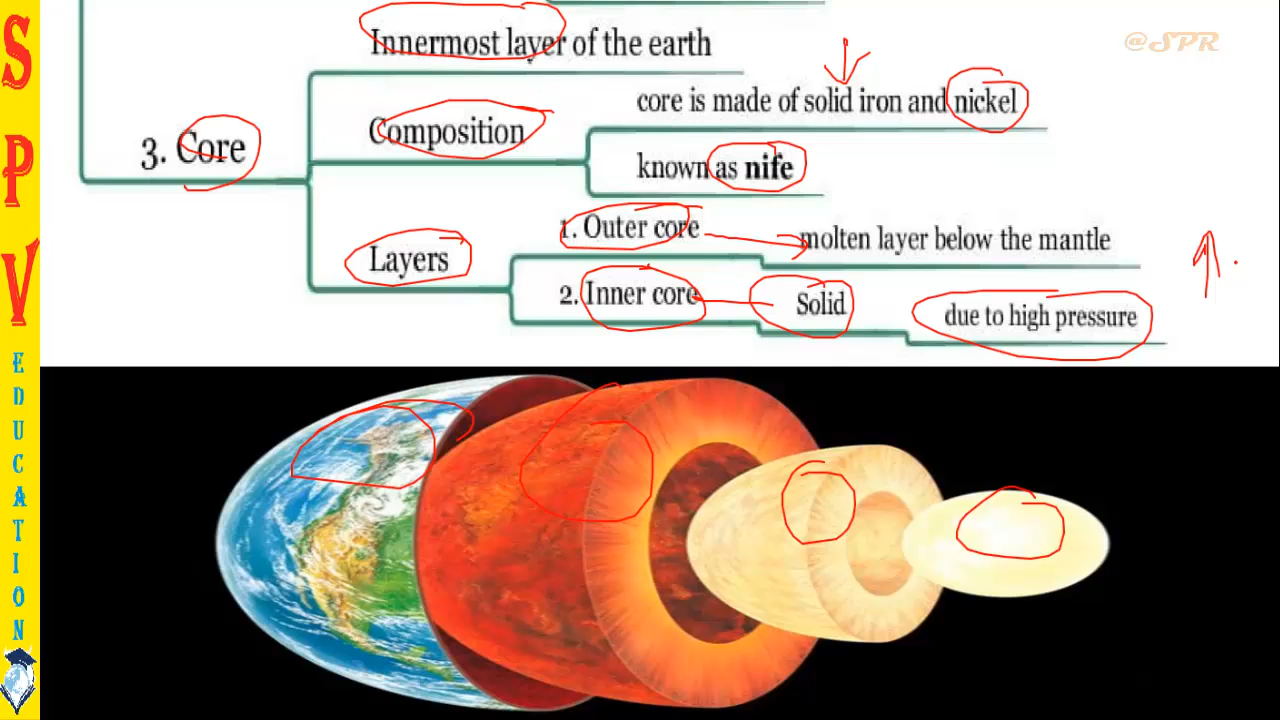 S
P
V
EDUCATION
@SPR
Innermost layer of the earth
core is made of solid iron and nickel
3. Core
Composition
known as nife
1. Outer core
molten layer below the mantle
Layers
2. Inner core
Solid
due to high pressure